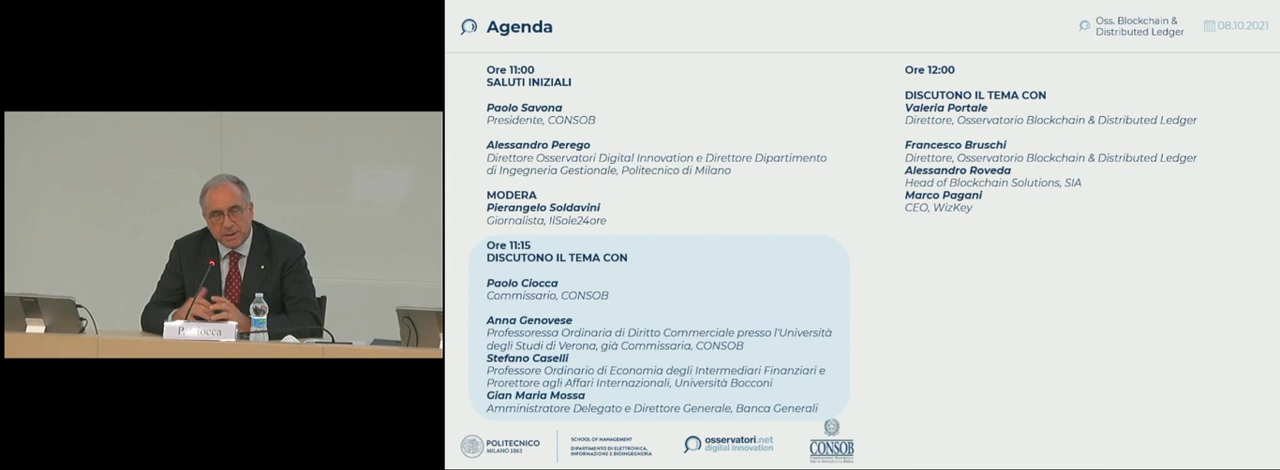 Agenda
Oss. Blockchain &
Distributed Ledger
08.10.2021
Ore 11:00
SALUTI INIZIALI
Paolo Savona
Presidente, CONSOB
Alessandro Perego
Direttore Osservatori Digital Innovation e Direttore Dipartimento
di Ingegneria Gestionale, Politecnico di Milano
MODERA
Pierangelo Soldavini
Giornalista, IlSole24ore
Ore 11:15
DISCUTONO IL TEMA CON
Paolo Ciocca
Commissario, CONSOB
Anna Genovese
Professoressa Ordinaria di Diritto Commerciale presso l'Università
degli Studi di Verona, già Commissaria, CONSOB
Stefano Caselli
Professore Ordinario di Economia degli Intermediari Finanziari e
Prorettore agli Affari Internazionali, Università Bocconi
Gian Maria Mossa
Amministratore Delegato e Direttore Generale, Banca Generali
Ore 12:00
DISCUTONO IL TEMA CON
Valeria Portale
Direttore, Osservatorio Blockchain & Distributed Ledger
Francesco Bruschi
Direttore, Osservatorio Blockchain & Distributed Ledger
Alessandro Roveda
Head of Blockchain Solutions, SIA
Marco Pagani
CEO, WizKey
P. Ciocca
POLITECNICO
MILANO 1863
SCHOOL OF MANAGEMENT
DIPARTIMENTO DI ELETTRONICA,
INFORMAZIONE E BIOINGEGNERIA
osservatori.net
digital innovation
CONSOB